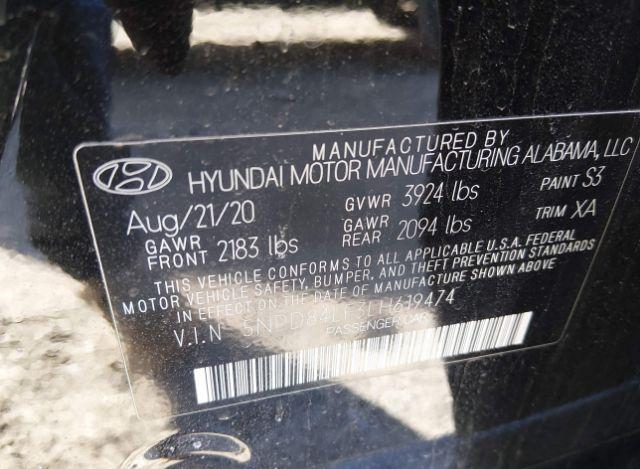 MANUFACTURED BY
HYUNDAI MOTOR MANUFACTURING ALABAMA, LLC
Aug/21/20 GVWR 3924 lbs PAINT S3
GAWR FRONT 2183 lbs GAWR REAR 2094 lbs TRIM XA
THIS VEHICLE CONFORMS TO ALL APPLICABLE U.S.A. FEDERAL
MOTOR VEHICLE SAFETY, BUMPER, AND THEFT PREVENTION STANDARDS
IN EFFECT ON THE DATE OF MANUFACTURE SHOWN ABOVE
V.I.N 5NPD84LF3LH619474
PASSENGER CAR